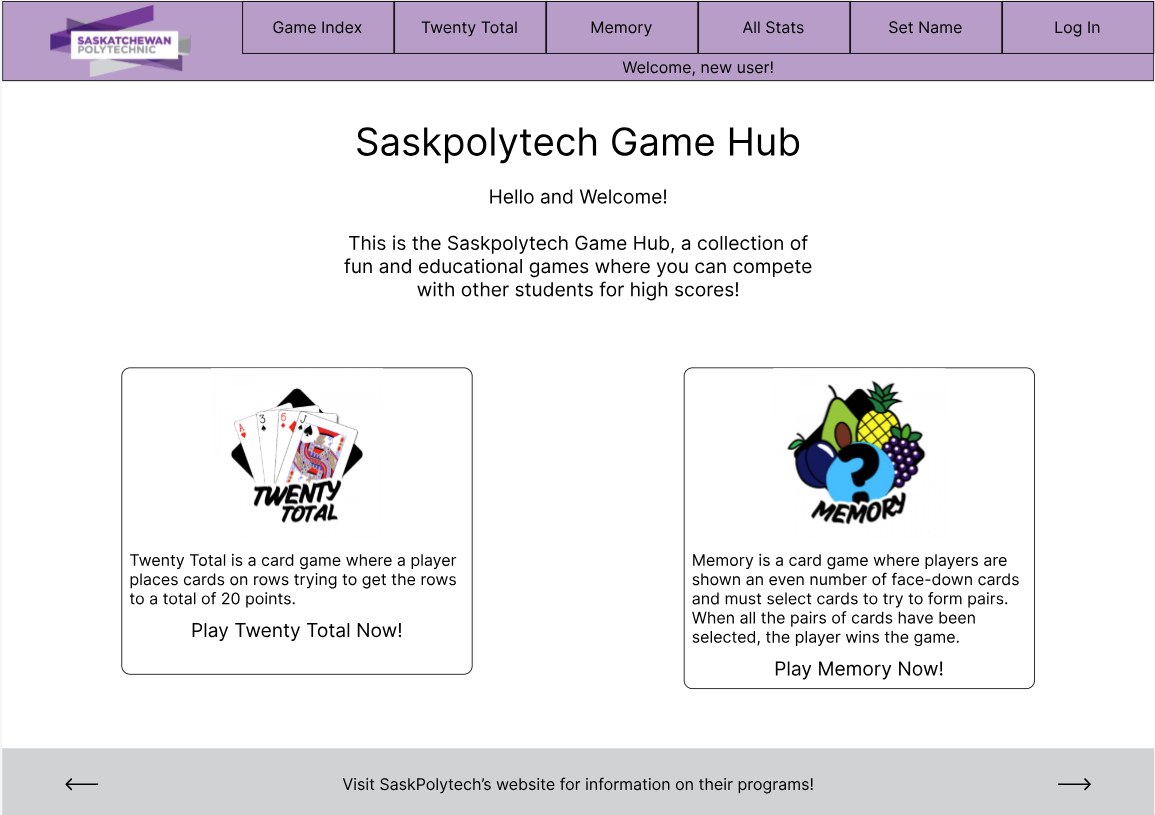 SASKATCHEWAN
POLYTECHNIC
Game Index
Twenty Total
Memory
All Stats
Set Name
Log In
Welcome, new user!
Saskpolytech Game Hub
Hello and Welcome!
This is the Saskpolytech Game Hub, a collection of
fun and educational games where you can compete
with other students for high scores!
A
3
6
J
TWENTY
TOTAL
Twenty Total is a card game where a player
places cards on rows trying to get the rows
to a total of 20 points.
Play Twenty Total Now!
?
MEMORY
Memory is a card game where players are
shown an even number of face-down cards
and must select cards to try to form pairs.
When all the pairs of cards have been
selected, the player wins the game.
Play Memory Now!
Visit SaskPolytech’s website for information on their programs!